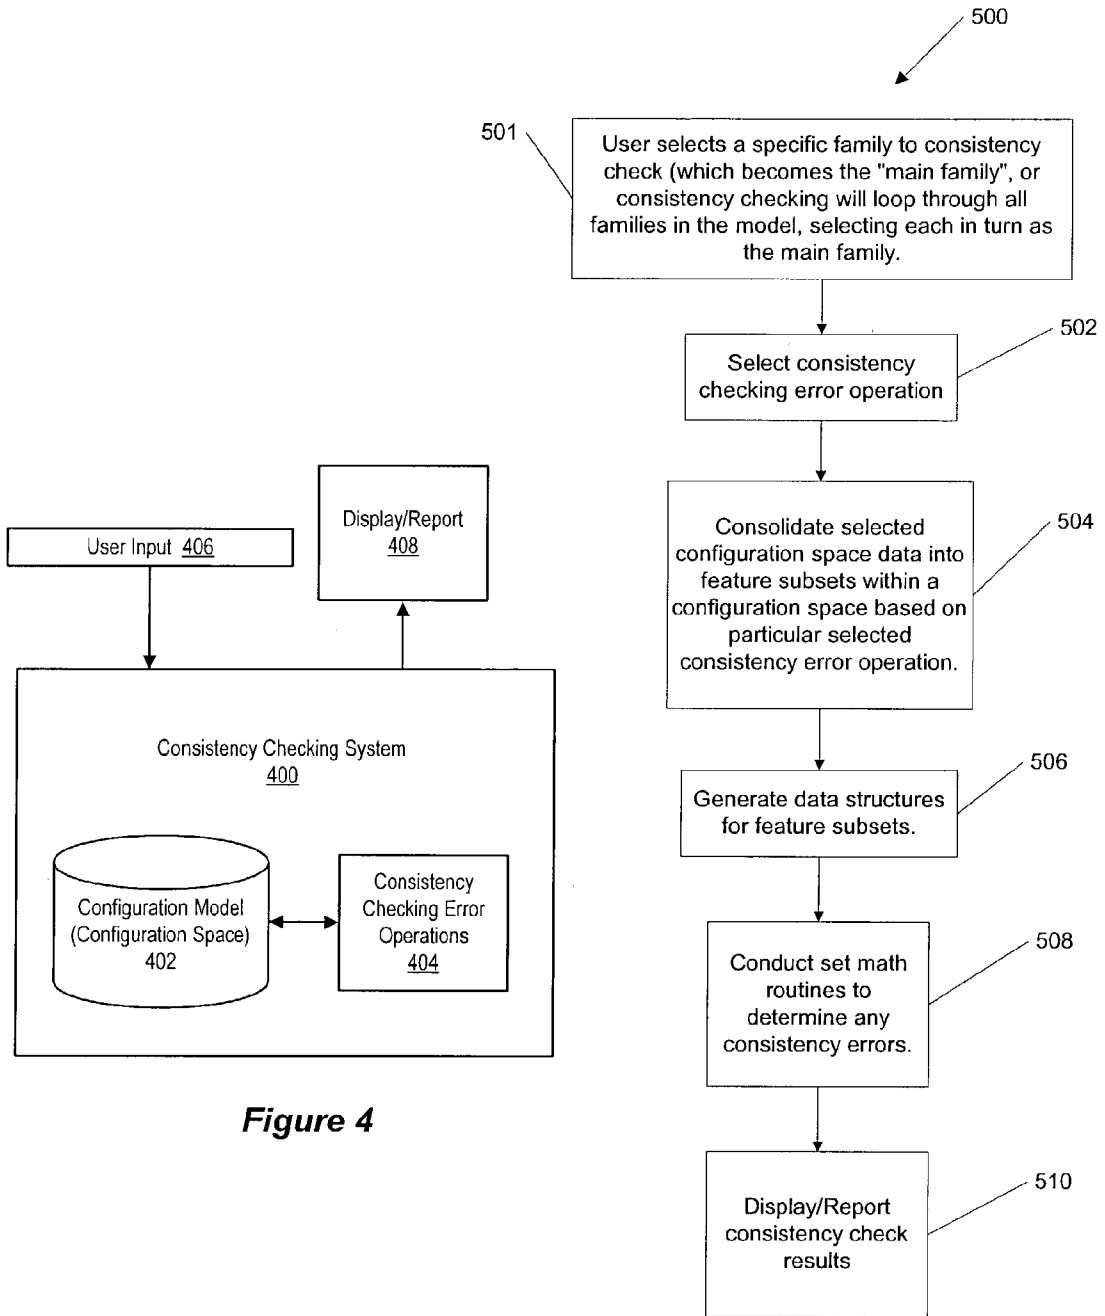 500
501
User selects a specific family to consistency
check (which becomes the "main family", or
consistency checking will loop through all
families in the model, selecting each in turn as
the main family.
502
Select consistency
checking error operation
504
Consolidate selected
configuration space data into
feature subsets within a
configuration space based on
particular selected
consistency error operation.
506
Generate data structures
for feature subsets.
508
Conduct set math
routines to
determine any
consistency errors.
510
Display/Report
consistency check
results
User Input 406
Display/Report
408
Consistency Checking System
400
Configuration Model
(Configuration Space)
402
Consistency
Checking Error
Operations
404
Figure 4